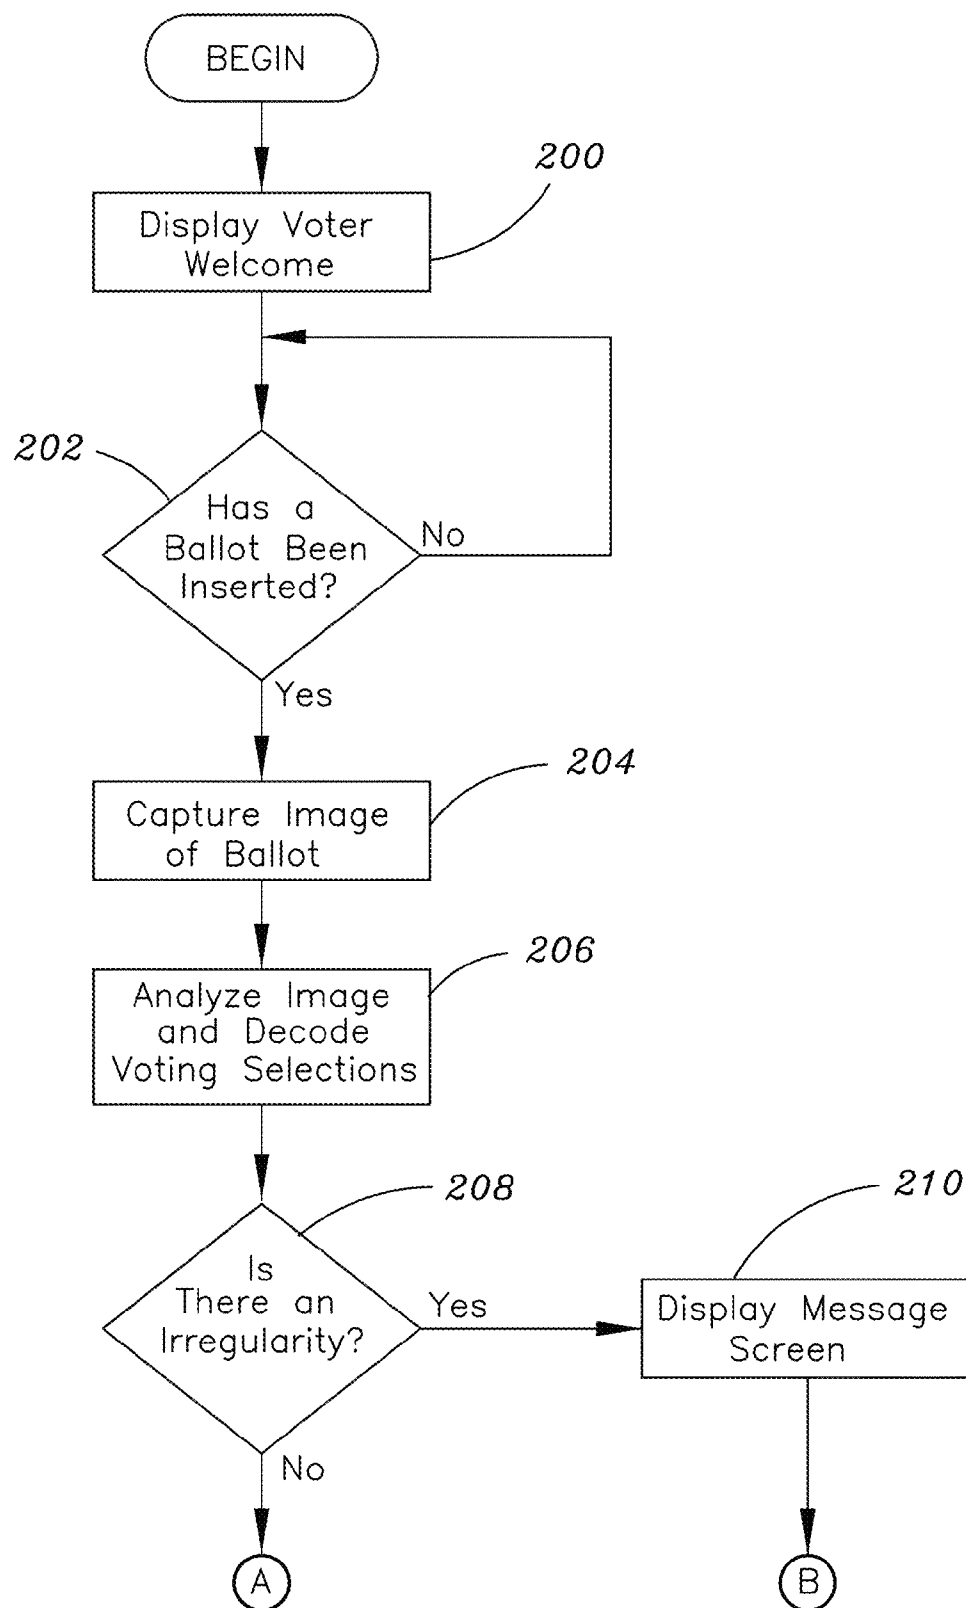 BEGIN
200
Display Voter
Welcome
202
Has a
Ballot Been
Inserted?
No
Yes
204
Capture Image
of Ballot
206
Analyze Image
and Decode
Voting Selections
208
210
Is
There an
Irregularity?
Yes
Display Message
Screen
No
A
B